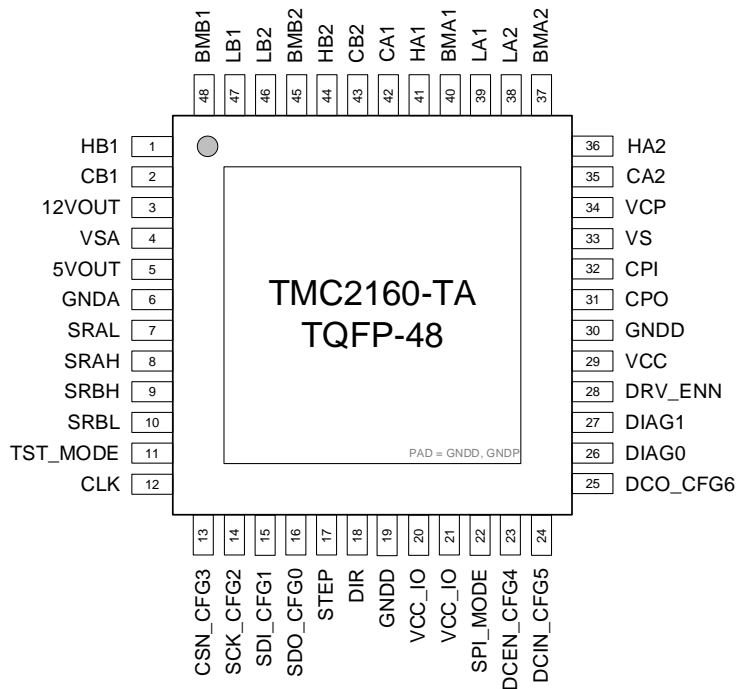 BMB1
LB1
LB2
BMB2
HB2
CB2
CA1
HA1
BMA1
LA1
LA2
BMA2
48
47
46
45
44
43
42
41
40
39
38
37
HB1 1
CB1 2
12VOUT 3
VSA 4
5VOUT 5
GNDA 6
SRAL 7
SRAH 8
SRBH 9
SRBL 10
TST_MODE 11
CLK 12
TMC2160-TA
TQFP-48
PAD = GNDD, GNDP
36 HA2
35 CA2
34 VCP
33 VS
32 CPI
31 CPO
30 GNDD
29 VCC
28 DRV_ENN
27 DIAG1
26 DIAG0
25 DCO_CFG6
13
14
15
16
17
18
19
20
21
22
23
24
CSN_CFG3
SCK_CFG2
SDI_CFG1
SDO_CFG0
STEP
DIR
GNDD
VCC_IO
VCC_IO
SPI_MODE
DCEN_CFG4
DCIN_CFG5